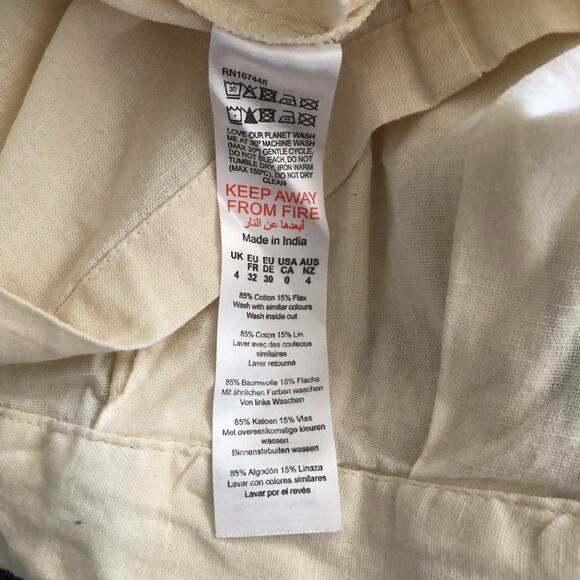 RN167448
30
LOVE OUR PLANET WASH
ME AT 30° MACHINE WASH
(MAX 30°) GENTLE CYCLE,
DO NOT BLEACH, DO NOT
TUMBLE DRY, IRON WARM
(MAX 150°C), DO NOT DRY
CLEAN
KEEP AWAY
FROM FIRE
أبعدها عن النار
Made in India
UK EU EU USA AUS
FR DE CA NZ
4 32 30 0 4
85% Cotton 15% Flax
Wash with similar colours
Wash inside out
85% Coton 15% Lin
Laver avec des couleous
similaires
Laver retourné
85% Baumwolle 15% Flachs
Mit ähnlichen Farben waschen
Von links Waschen
85% Katoen 15% Vlas
Met overeenkomstige kleuren
wassen
Binnenstebuiten wassen
85% Algodón 15% Linaza
Lavar con colores similares
Lavar por el revés